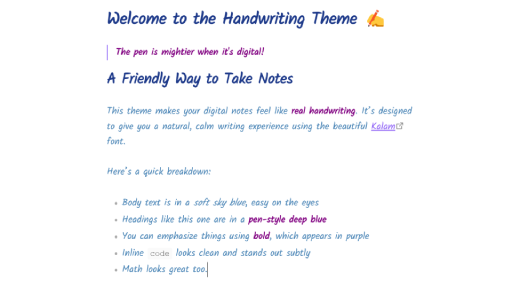 Welcome to the Handwriting Theme ✍️
The pen is mightier when it's digital!
A Friendly Way to Take Notes
This theme makes your digital notes feel like real handwriting. It's designed
to give you a natural, calm writing experience using the beautiful Kalam
font.
Here's a quick breakdown:
• Body text is in a soft sky blue, easy on the eyes
• Headings like this one are in a pen-style deep blue
• You can emphasize things using bold, which appears in purple
• Inline code looks clean and stands out subtly
• Math looks great too.